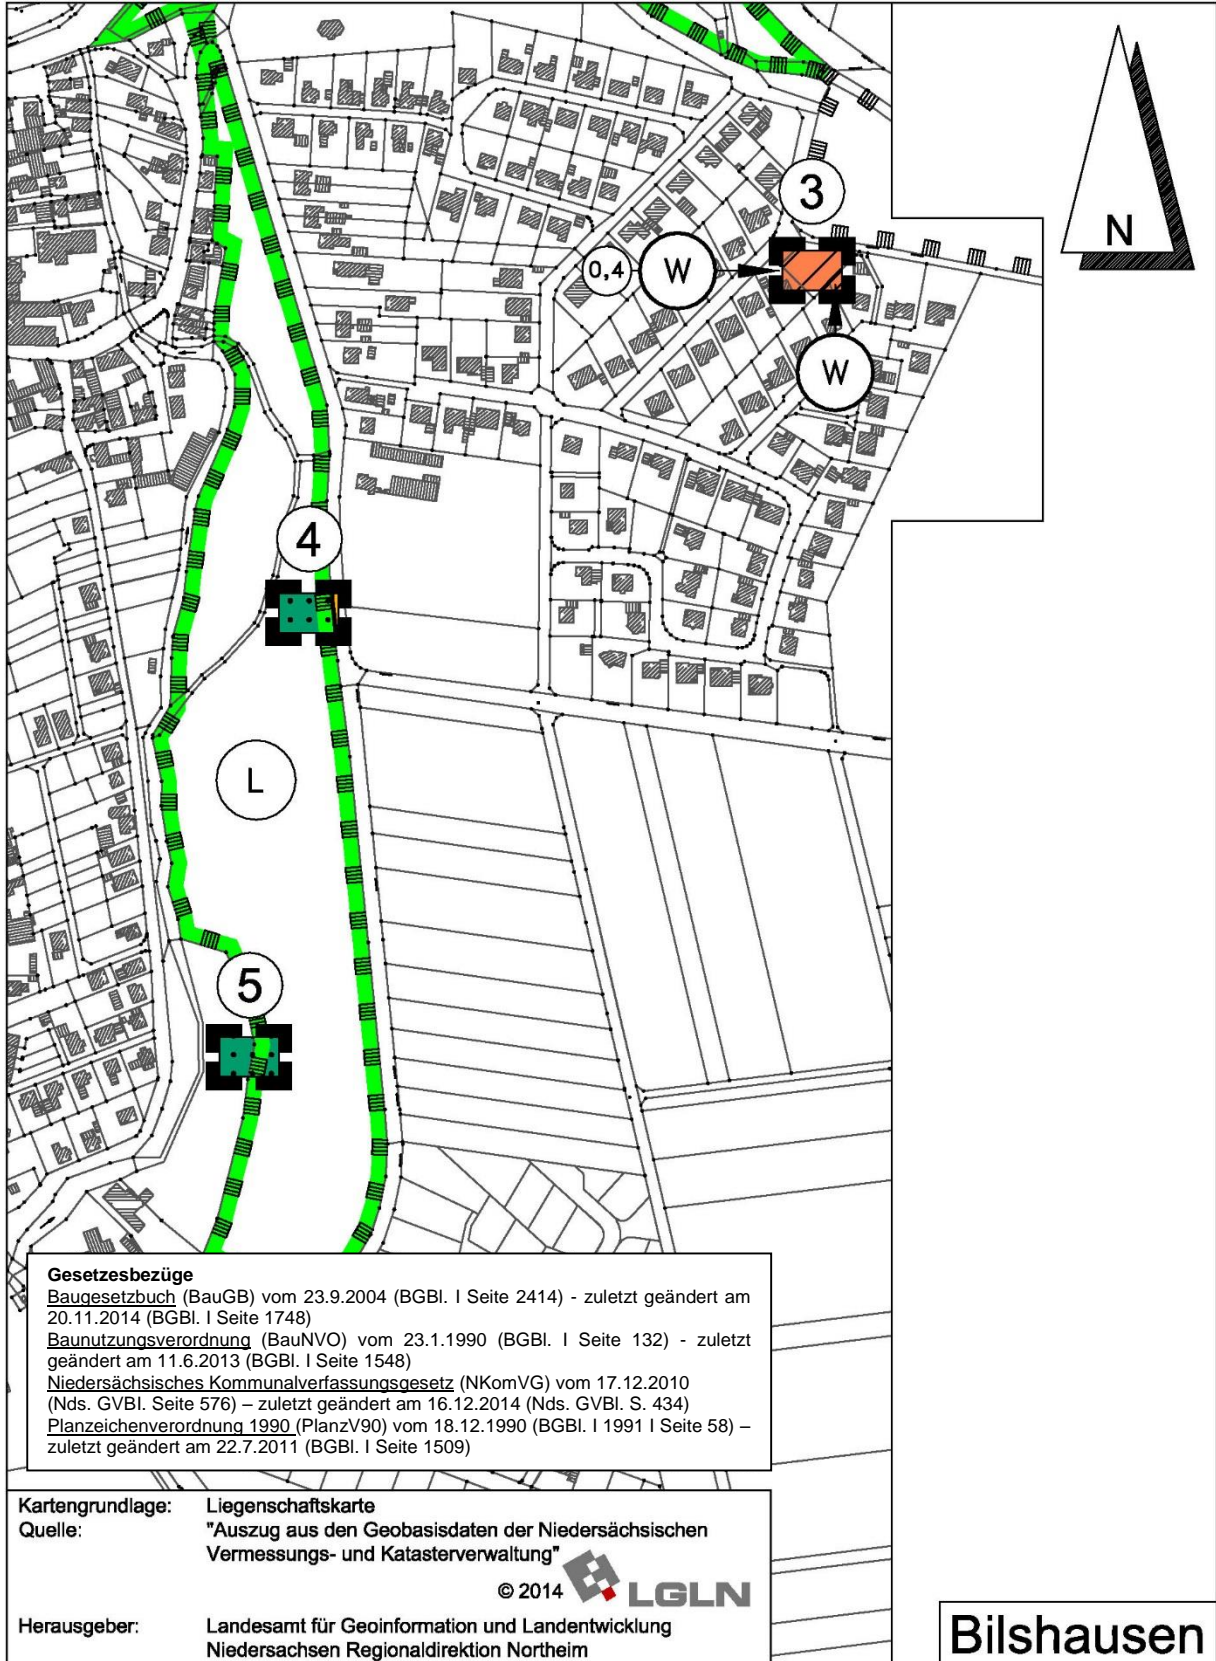 N
3
0,4
W
W
4
L
5
Gesetzesbezüge
Baugesetzbuch (BauGB) vom 23.9.2004 (BGBl. I Seite 2414) - zuletzt geändert am
20.11.2014 (BGBl. I Seite 1748)
Baunutzungsverordnung (BauNVO) vom 23.1.1990 (BGBl. I Seite 132) - zuletzt
geändert am 11.6.2013 (BGBl. I Seite 1548)
Niedersächsisches Kommunalverfassungsgesetz (NKomVG) vom 17.12.2010
(Nds. GVBl. Seite 576) – zuletzt geändert am 16.12.2014 (Nds. GVBl. S. 434)
Planzeichenverordnung 1990 (PlanzV90) vom 18.12.1990 (BGBl. I 1991 I Seite 58) –
zuletzt geändert am 22.7.2011 (BGBl. I Seite 1509)
Kartengrundlage: Liegenschaftskarte
Quelle: "Auszug aus den Geobasisdaten der Niedersächsischen
Vermessungs- und Katasterverwaltung"
© 2014 LGLN
Herausgeber: Landesamt für Geoinformation und Landentwicklung
Niedersachsen Regionaldirektion Northeim
Bilshausen